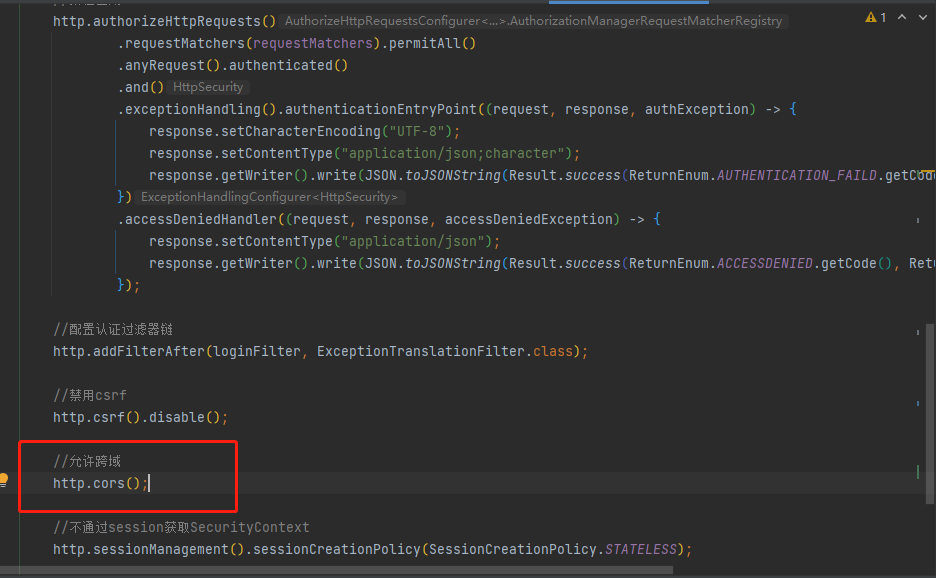 http.authorizeHttpRequests() AuthorizeHttpRequestsConfigurer<...>.AuthorizationManagerRequestMatcherRegistry
1
.requestMatchers(requestMatchers).permitAll()
.anyRequest().authenticated()
.and() HttpSecurity
.exceptionHandling().authenticationEntryPoint((request, response, authException) -> {
response.setCharacterEncoding("UTF-8");
response.setContentType("application/json;character");
response.getWriter().write(JSON.toJSONString(Result.success(ReturnEnum.AUTHENTICATION_FAILD.getCode
}) ExceptionHandlingConfigurer<HttpSecurity>
.accessDeniedHandler((request, response, accessDeniedException) -> {
response.setContentType("application/json");
response.getWriter().write(JSON.toJSONString(Result.success(ReturnEnum.ACCESSDENIED.getCode(), Ret
});
//配置认证过滤器链
http.addFilterAfter(loginFilter, ExceptionTranslationFilter.class);
//禁用csrf
http.csrf().disable();
//允许跨域
http.cors();
//不通过session获取SecurityContext
http.sessionManagement().sessionCreationPolicy(SessionCreationPolicy.STATELESS);